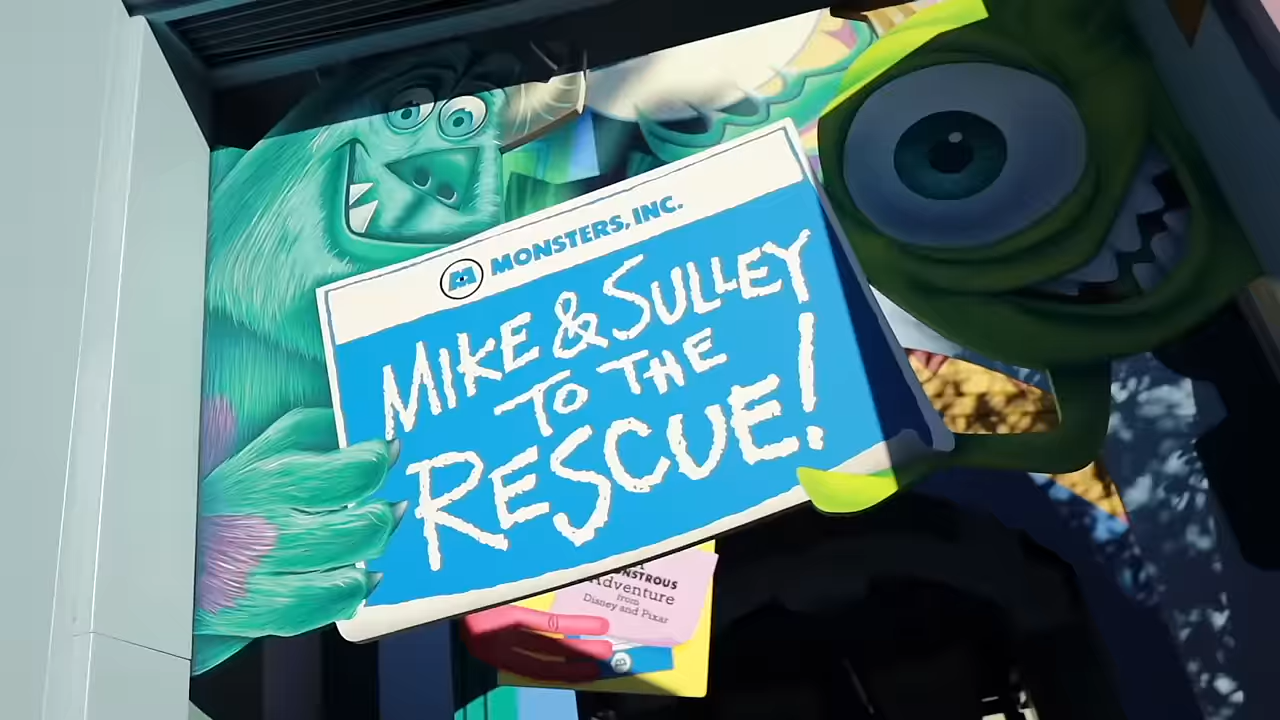 MONSTERS, INC.
MIKE & SULLEY
TO THE
RESCUE!
Adventure
from
Disney and Pixar